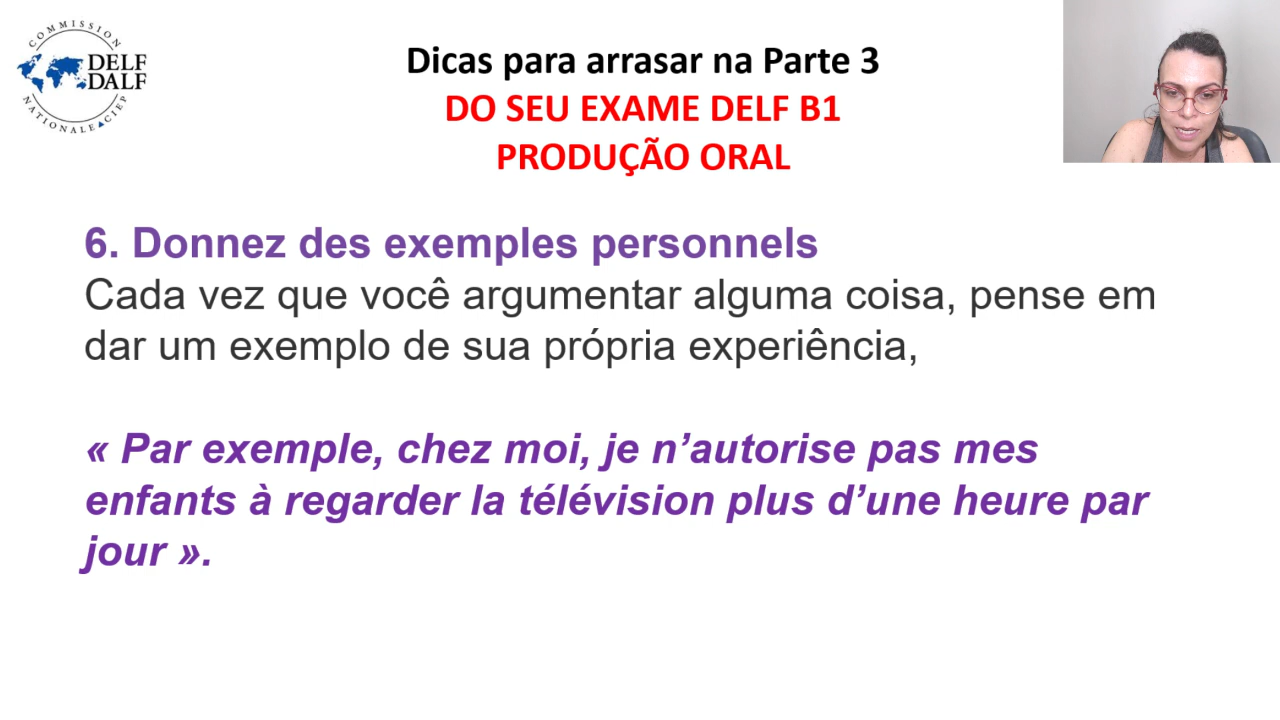 COMMISSION
DELF
DALF
NATIONALE CIEP
Dicas para arrasar na Parte 3
DO SEU EXAME DELF B1
PRODUÇÃO ORAL
6. Donnez des exemples personnels
Cada vez que você argumentar alguma coisa, pense em
dar um exemplo de sua própria experiência,
« Par exemple, chez moi, je n’autorise pas mes
enfants à regarder la télévision plus d’une heure par
jour ».